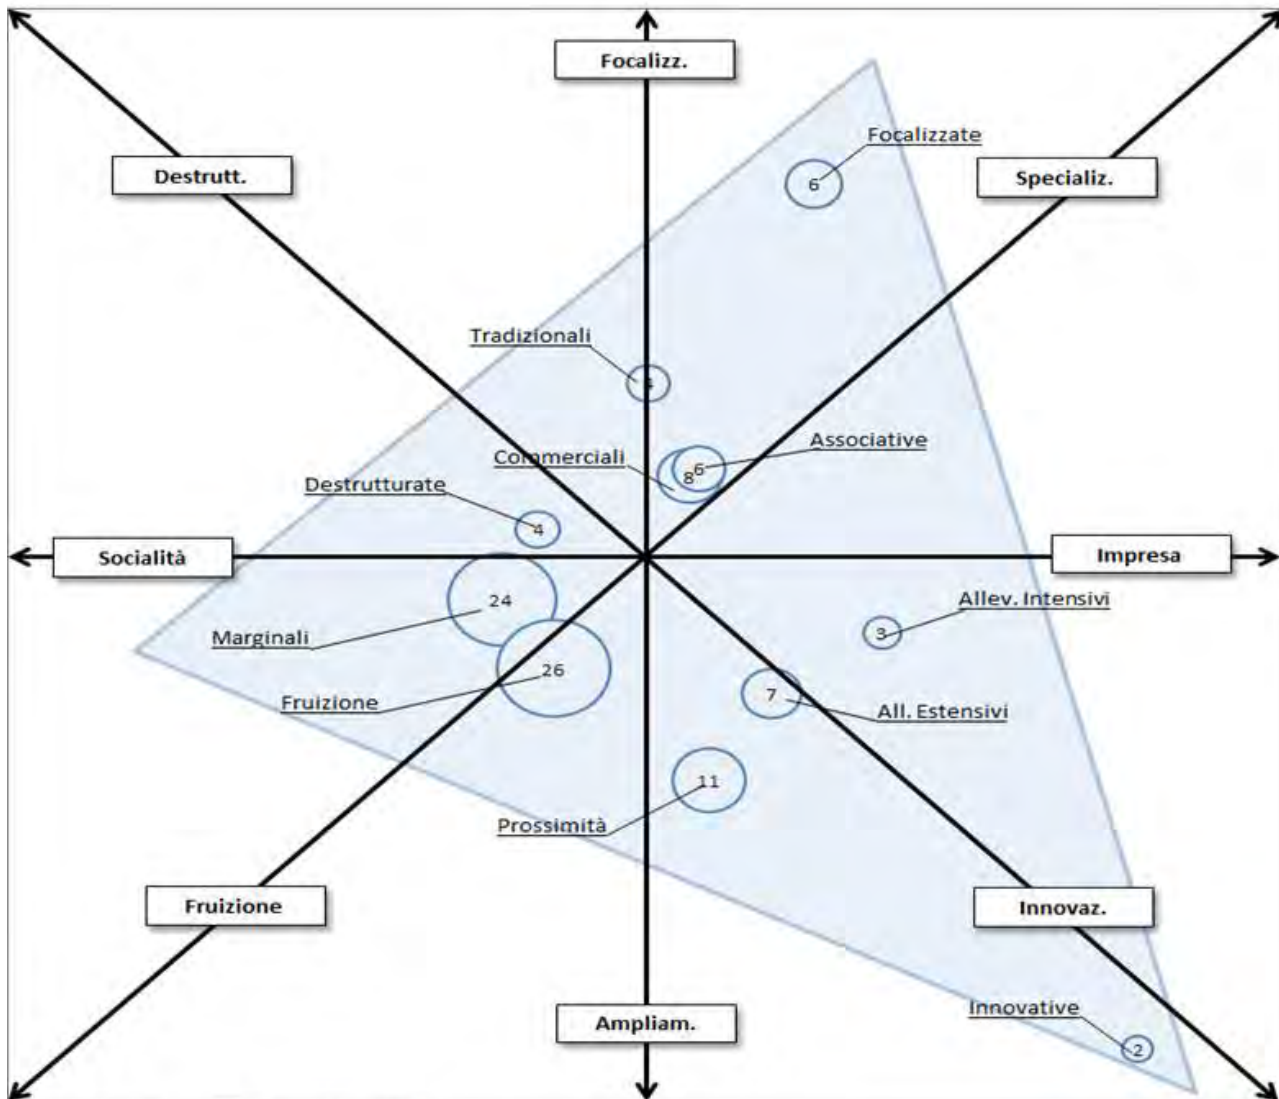 Focalizz.
Focalizzate
Destrutt.
Specializ.
6
Tradizionali
4
Associative
Commerciali
6
8
Destrutturate
4
Socialità
Impresa
24
Allev. Intensivi
3
Marginali
26
Fruizione
7
All. Estensivi
11
Prossimità
Fruizione
Innovaz.
Innovative
Ampliam.
2